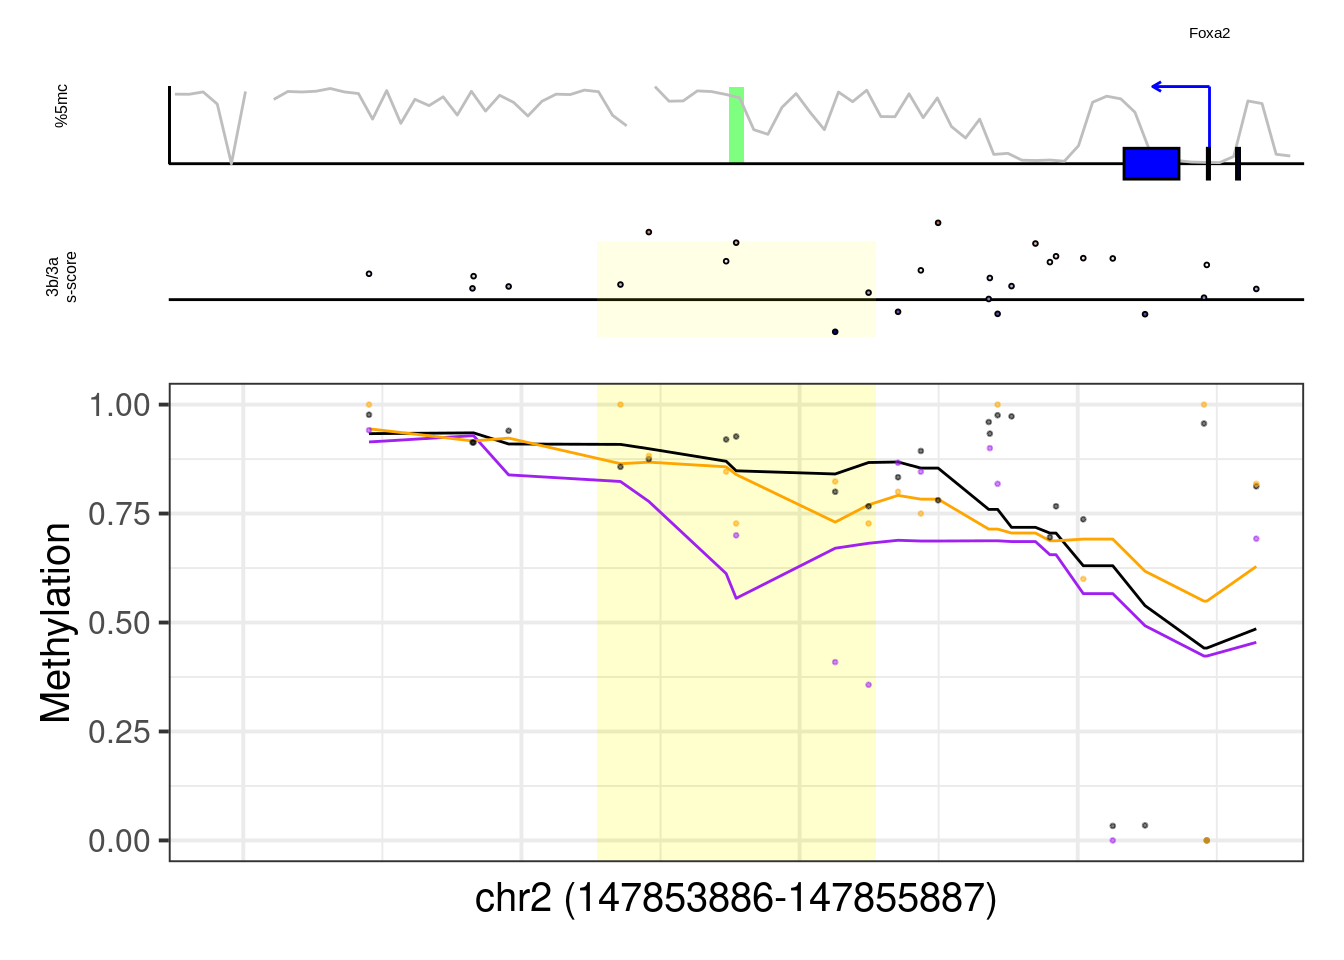 Foxa2
%5mc
3b/3a
s-score
1.00
0.75
0.50
0.25
0.00
Methylation
chr2 (147853886-147855887)